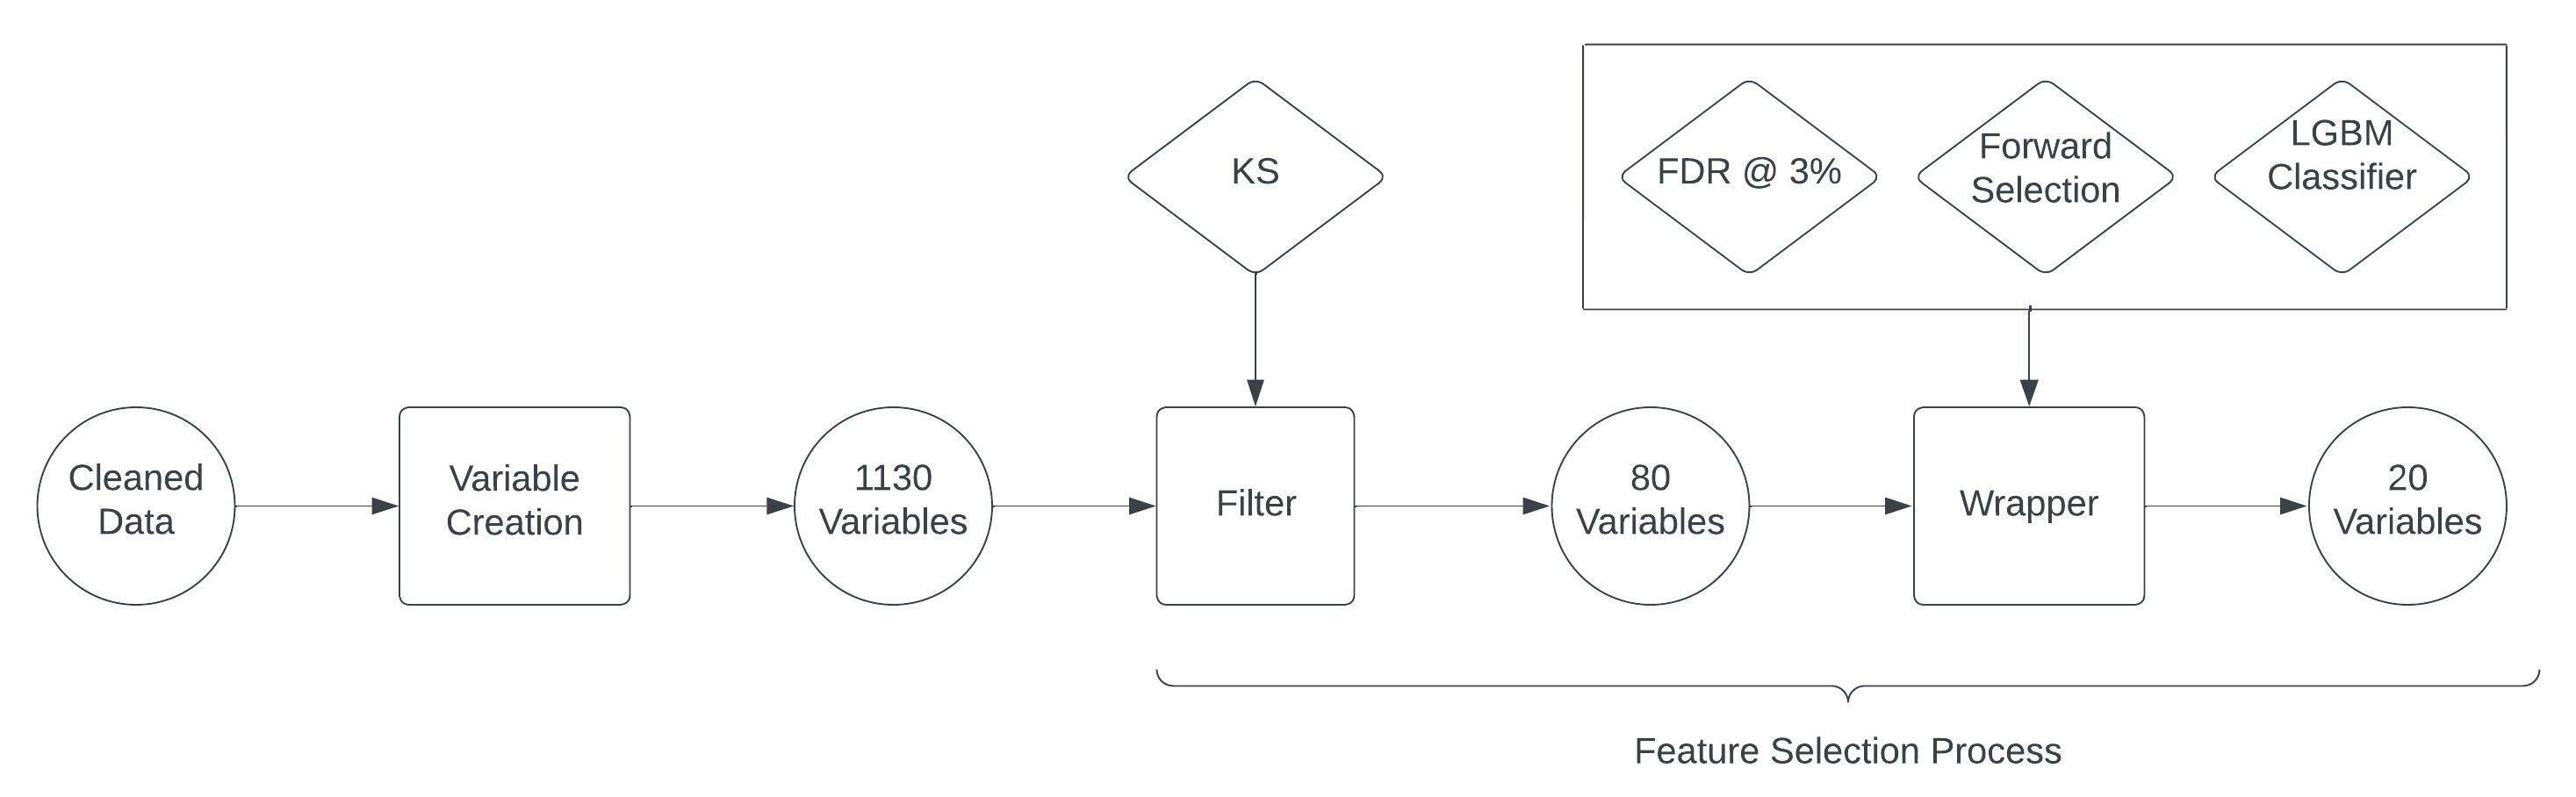 KS
FDR @ 3%
Forward
Selection
LGBM
Classifier
Cleaned
Data
Variable
Creation
1130
Variables
Filter
80
Variables
Wrapper
20
Variables
Feature Selection Process